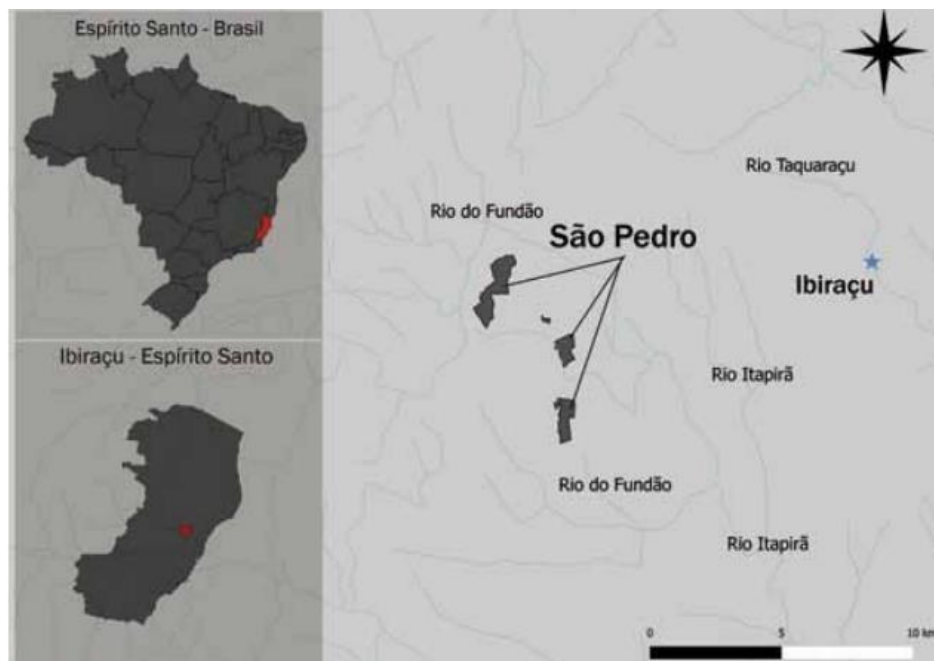 Espírito Santo - Brasil
Ibiraçu - Espírito Santo
Rio Taquaraçu
Rio do Fundão
São Pedro
Ibiraçu
Rio Itapirã
Rio do Fundão
Rio Itapirã
0 5 10 km